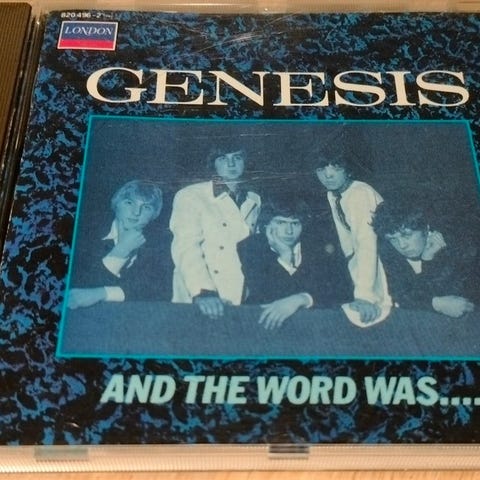 820 496-2
LONDON
GENESIS
AND THE WORD WAS....